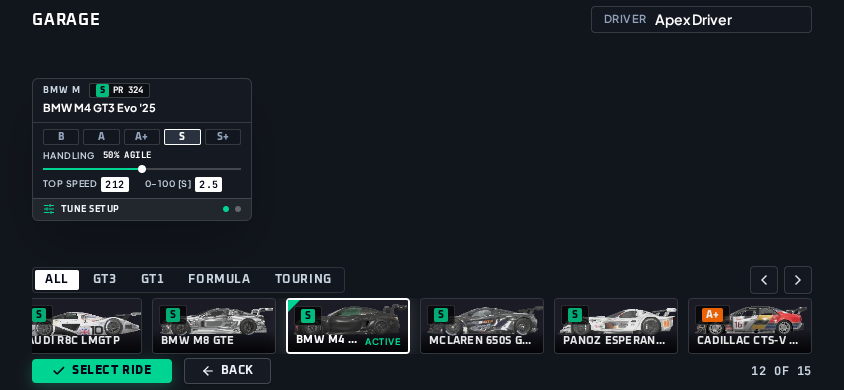 GARAGE
DRIVER ApexDriver
BMW M S PR 324
BMW M4 GT3 Evo '25
B A A+ S S+
HANDLING 50% AGILE
TOP SPEED 212 0-100 [S] 2.5
TUNE SETUP
ALL GT3 GT1 FORMULA TOURING
S S S S S A+
AUDI R8C LMGTP BMW M8 GTE BMW M4 ... ACTIVE MCLAREN 650S G... PANOZ ESPERAN... CADILLAC CTS-V ...
SELECT RIDE BACK 12 OF 15